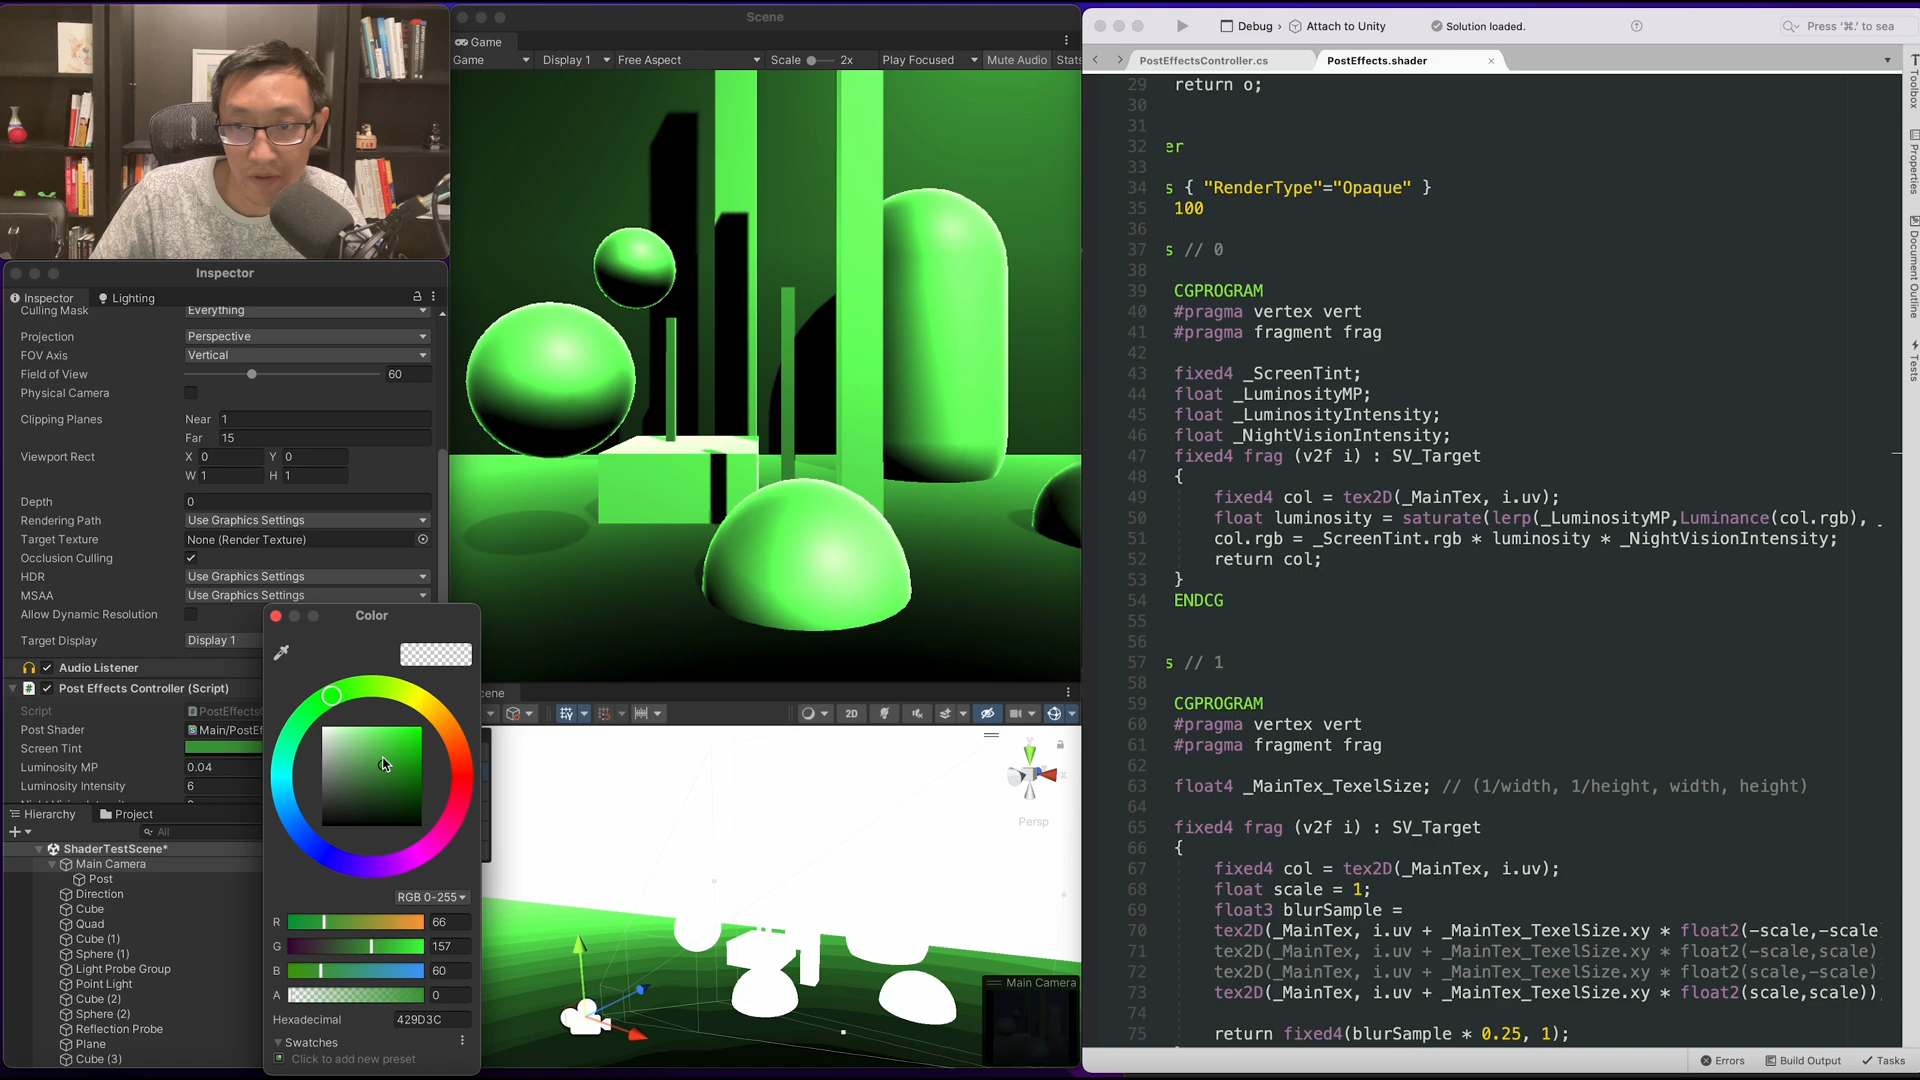 Inspector
Inspector
Lighting
Culling Mask
Everything
Projection
Perspective
FOV Axis
Vertical
Field of View
60
Physical Camera
Clipping Planes
Near 1
Far 15
Viewport Rect
X 0
Y 0
W 1
H 1
Depth
0
Rendering Path
Use Graphics Settings
Target Texture
None (Render Texture)
Occlusion Culling
HDR
Use Graphics Settings
MSAA
Use Graphics Settings
Allow Dynamic Resolution
Target Display
Display 1
Audio Listener
Post Effects Controller (Script)
Script
PostEffectsC
Post Shader
Main/PostEf
Screen Tint
Luminosity MP
0.04
Luminosity Intensity
6
Hierarchy
Project
All
ShaderTestScene*
Main Camera
Post
Direction
Cube
Quad
Cube (1)
Sphere (1)
Light Probe Group
Point Light
Cube (2)
Sphere (2)
Reflection Probe
Plane
Cube (3)
Color
RGB 0-255
R 66
G 157
B 60
A 0
Hexadecimal
429D3C
Swatches
Click to add new preset
Scene
Game
Game
Display 1
Free Aspect
Scale
2x
Play Focused
Mute Audio
Stats
cene
2D
Persp
Main Camera
Debug
Attach to Unity
Solution loaded.
Press '⌘.' to sea
PostEffectsController.cs
PostEffects.shader
29 return o;
30
31
32 er
33
34 s { "RenderType"="Opaque" }
35 100
36
37 s // 0
38
39 CGPROGRAM
40 #pragma vertex vert
41 #pragma fragment frag
42
43 fixed4 _ScreenTint;
44 float _LuminosityMP;
45 float _LuminosityIntensity;
46 float _NightVisionIntensity;
47 fixed4 frag (v2f i) : SV_Target
48 {
49 fixed4 col = tex2D(_MainTex, i.uv);
50 float luminosity = saturate(lerp(_LuminosityMP,Luminance(col.rgb), _
51 col.rgb = _ScreenTint.rgb * luminosity * _NightVisionIntensity;
52 return col;
53 }
54 ENDCG
55
56
57 s // 1
58
59 CGPROGRAM
60 #pragma vertex vert
61 #pragma fragment frag
62
63 float4 _MainTex_TexelSize; // (1/width, 1/height, width, height)
64
65 fixed4 frag (v2f i) : SV_Target
66 {
67 fixed4 col = tex2D(_MainTex, i.uv);
68 float scale = 1;
69 float3 blurSample =
70 tex2D(_MainTex, i.uv + _MainTex_TexelSize.xy * float2(-scale,-scale
71 tex2D(_MainTex, i.uv + _MainTex_TexelSize.xy * float2(-scale,scale)
72 tex2D(_MainTex, i.uv + _MainTex_TexelSize.xy * float2(scale,-scale)
73 tex2D(_MainTex, i.uv + _MainTex_TexelSize.xy * float2(scale,scale))
74
75 return fixed4(blurSample * 0.25, 1);
Toolbox
Properties
Document Outline
Tests
Errors
Build Output
Tasks